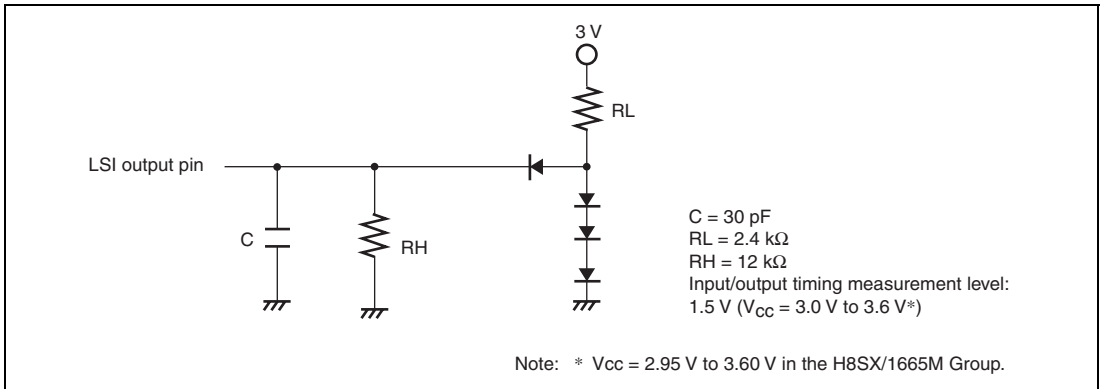 3 V
RL
LSI output pin
C
RH
C = 30 pF
RL = 2.4 kΩ
RH = 12 kΩ
Input/output timing measurement level:
1.5 V (VCC = 3.0 V to 3.6 V*)
Note: * Vcc = 2.95 V to 3.60 V in the H8SX/1665M Group.